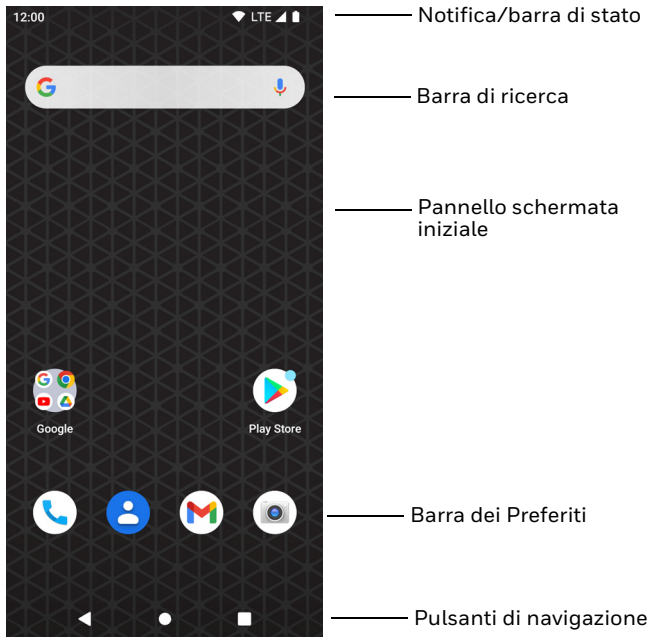 12:00 LTE
Notifica/barra di stato
Barra di ricerca
Pannello schermata
iniziale
Google
Play Store
Barra dei Preferiti
Pulsanti di navigazione